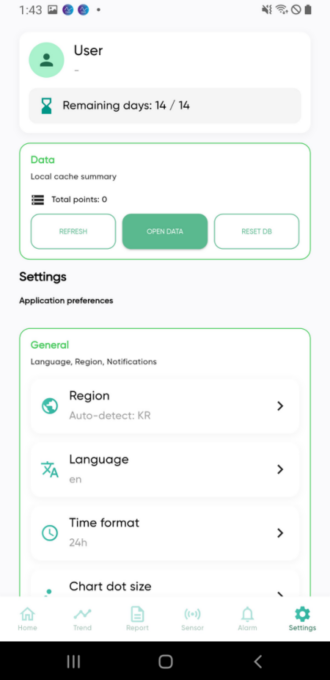 1:43
User
-
Remaining days: 14 / 14
Data
Local cache summary
Total points: 0
REFRESH
OPEN DATA
RESET DB
Settings
Application preferences
General
Language, Region, Notifications
Region
Auto-detect: KR
Language
en
Time format
24h
Chart dot size
Home
Trend
Report
Sensor
Alarm
Settings